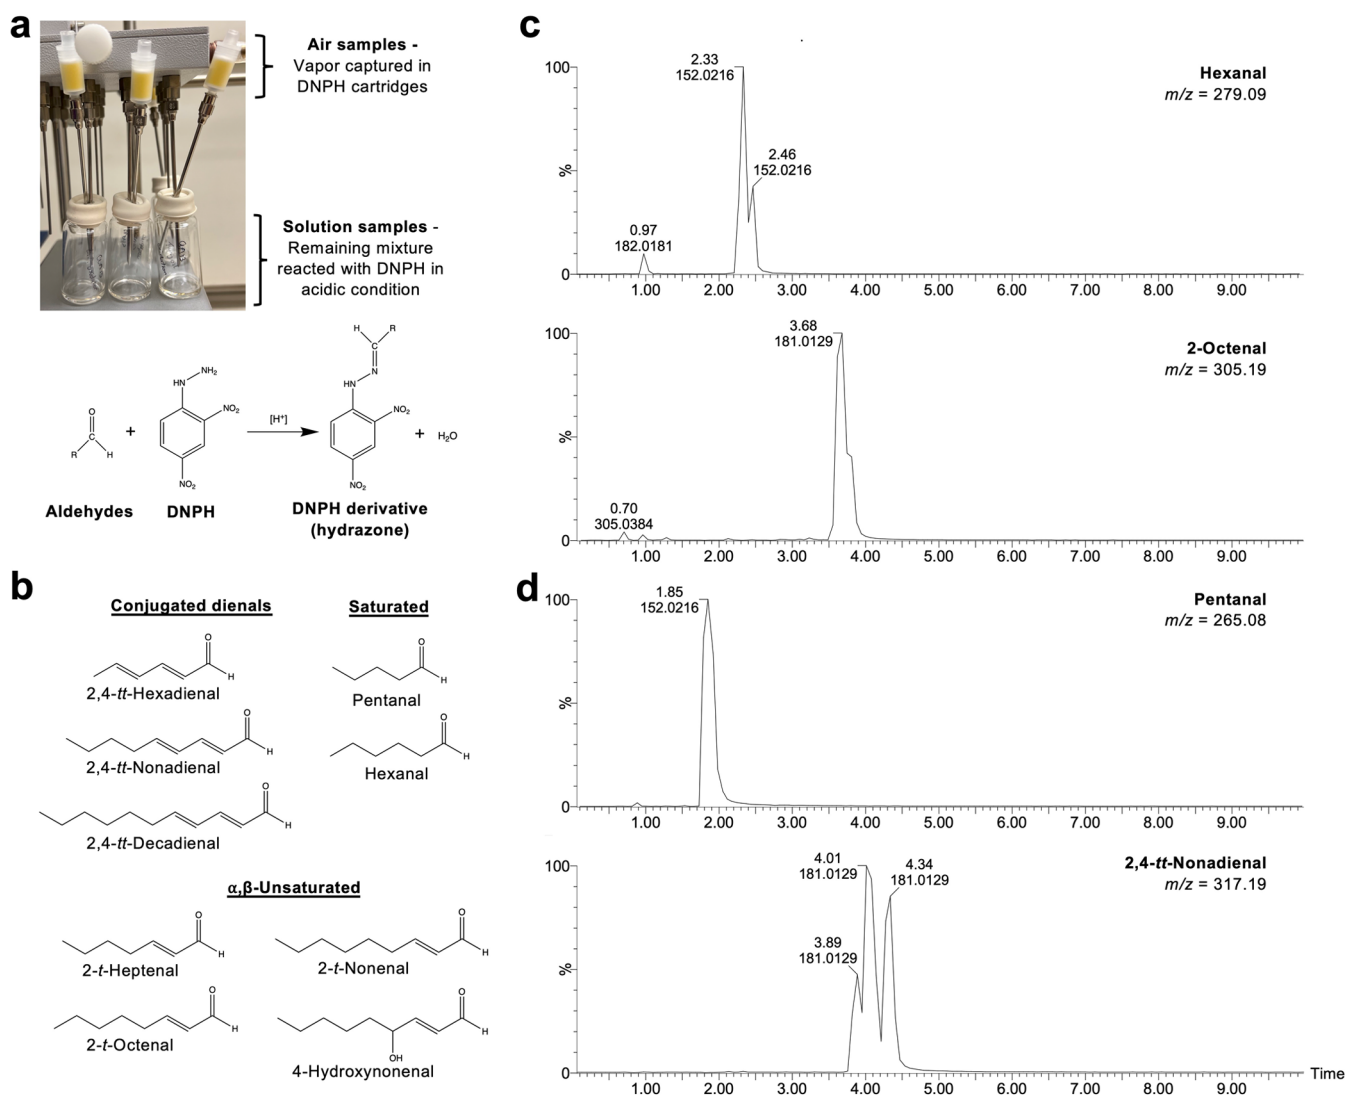 a
Air samples -
Vapor captured in
DNPH cartridges
Solution samples -
Remaining mixture
reacted with DNPH in
acidic condition
O
C
R
H
+
HN
NH2
NO2
NO2
[H+]
H
R
C
N
HN
NO2
NO2
+
H2O
Aldehydes
DNPH
DNPH derivative
(hydrazone)
b
Conjugated dienals
Saturated
O
H
2,4-tt-Hexadienal
O
H
Pentanal
O
H
2,4-tt-Nonadienal
O
H
Hexanal
O
H
2,4-tt-Decadienal
α,β-Unsaturated
O
H
2-t-Heptenal
O
H
2-t-Nonenal
O
H
2-t-Octenal
O
H
OH
4-Hydroxynonenal
c
Hexanal
m/z = 279.09
100
%
0
0.97
182.0181
2.33
152.0216
2.46
152.0216
1.00 2.00 3.00 4.00 5.00 6.00 7.00 8.00 9.00
2-Octenal
m/z = 305.19
100
%
0
0.70
305.0384
3.68
181.0129
1.00 2.00 3.00 4.00 5.00 6.00 7.00 8.00 9.00
d
Pentanal
m/z = 265.08
100
%
0
1.85
152.0216
1.00 2.00 3.00 4.00 5.00 6.00 7.00 8.00 9.00
2,4-tt-Nonadienal
m/z = 317.19
100
%
0
3.89
181.0129
4.01
181.0129
4.34
181.0129
1.00 2.00 3.00 4.00 5.00 6.00 7.00 8.00 9.00
Time